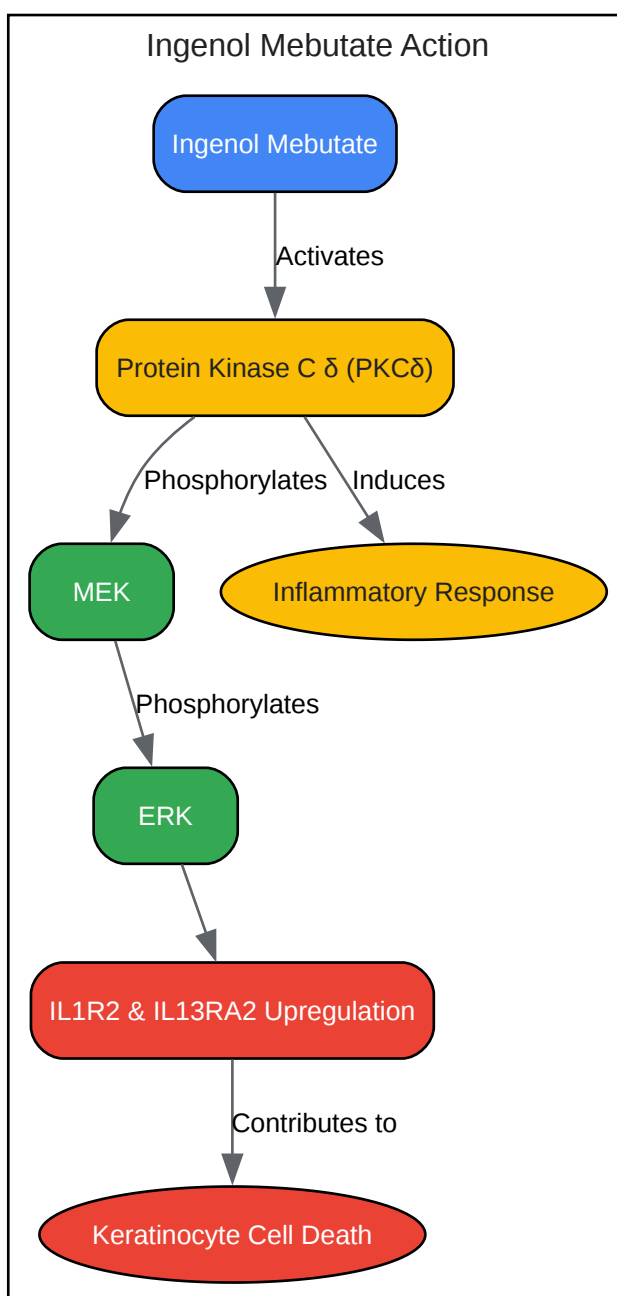 Ingenol Mebutate Action
Ingenol Mebutate
Activates
Protein Kinase C δ (PKCδ)
Phosphorylates
Induces
MEK
Inflammatory Response
Phosphorylates
ERK
IL1R2 & IL13RA2 Upregulation
Contributes to
Keratinocyte Cell Death